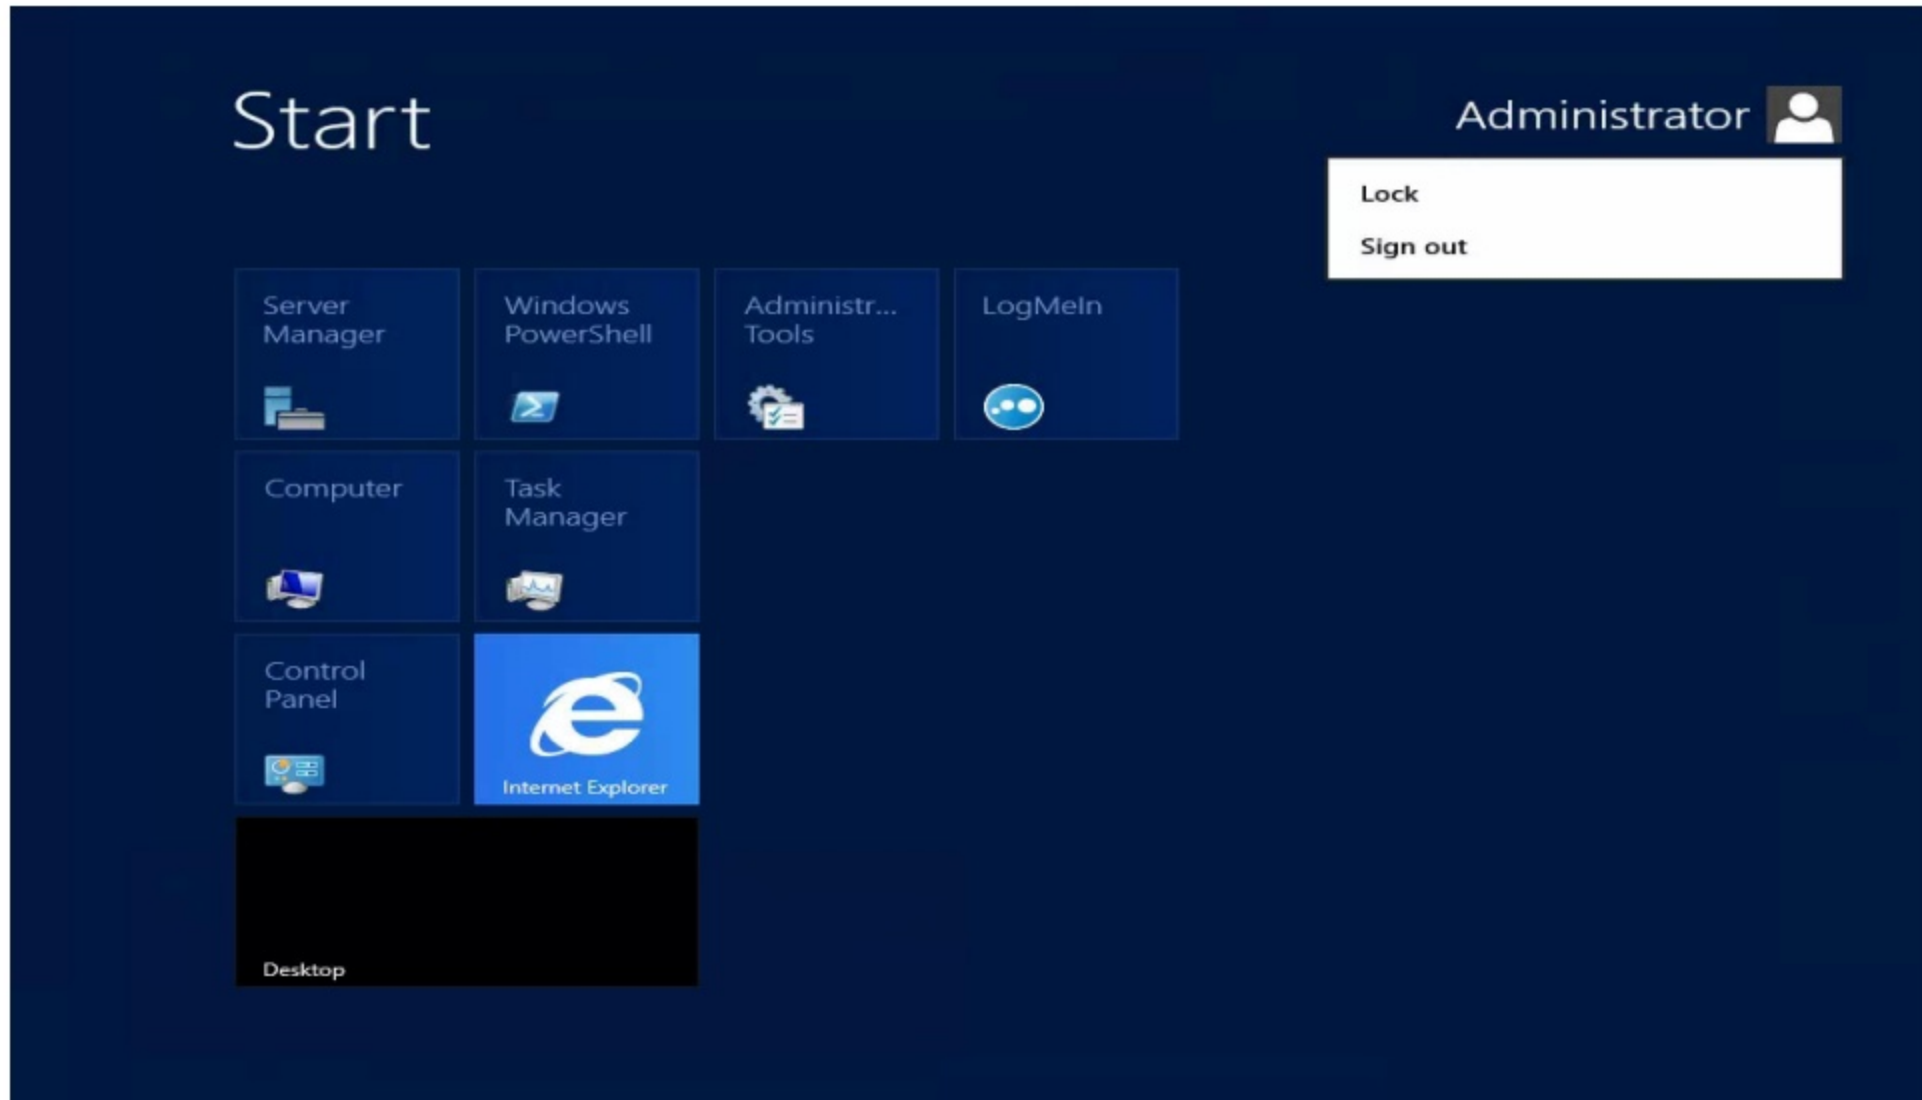 Start
Administrator
Lock
Sign out
Server
Manager
Windows
PowerShell
Administr...
Tools
LogMeIn
Computer
Task
Manager
Control
Panel
Internet Explorer
Desktop